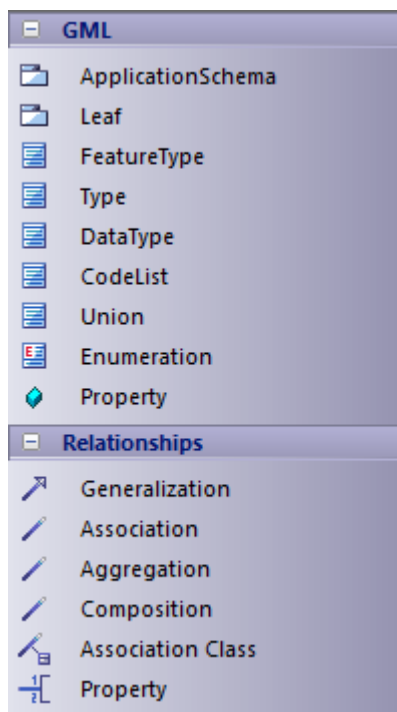 GML
ApplicationSchema
Leaf
FeatureType
Type
DataType
CodeList
Union
Enumeration
Property
Relationships
Generalization
Association
Aggregation
Composition
Association Class
Property